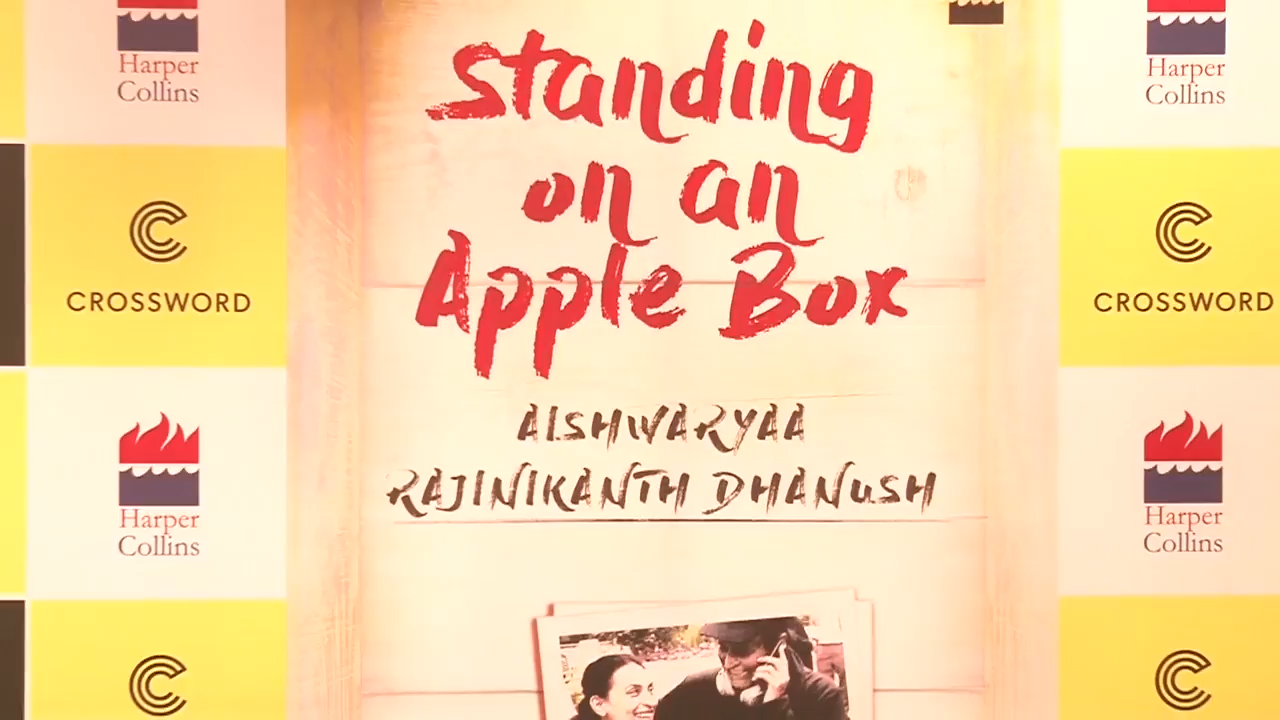 Harper
Collins
CROSSWORD
Harper
Collins
standing
on an
Apple Box
AISHWARYAA
RAJINIKANTH DHANUSH
Harper
Collins
CROSSWORD
Harper
Collins